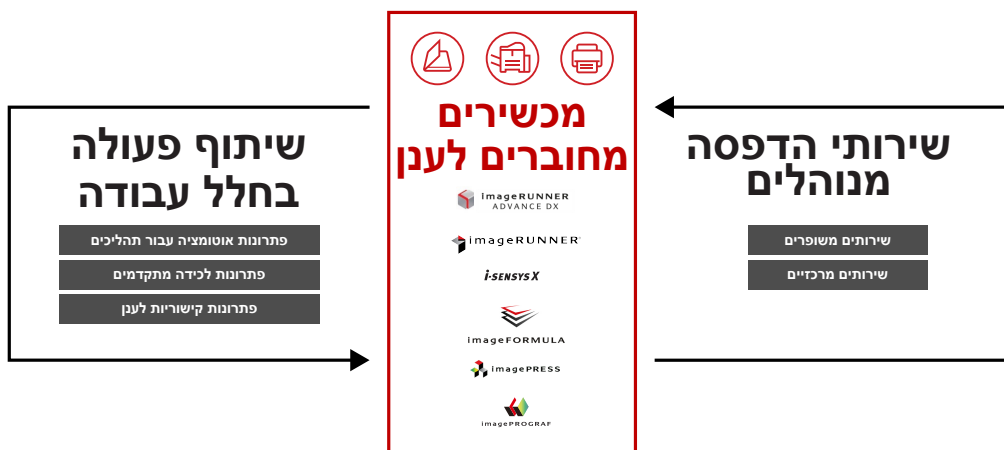 שירותי הדפסה
מנוהלים
שירותים משופרים
שירותים מרכזיים
מכשירים
מחוברים לענן
imageRUNNER
ADVANCE DX
imageRUNNER
i-SENSYS X
imageFORMULA
imagePRESS
imagePROGRAF
שיתוף פעולה
בחלל עבודה
פתרונות אוטומציה עבור תהליכים
פתרונות לכידה מתקדמים
פתרונות קישוריות לענן